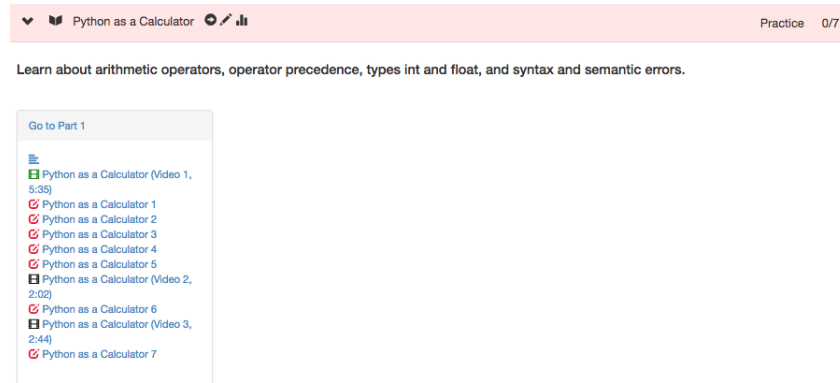 Python as a Calculator
Practice 0/7
Learn about arithmetic operators, operator precedence, types int and float, and syntax and semantic errors.
Go to Part 1
Python as a Calculator (Video 1,
5:35)
Python as a Calculator 1
Python as a Calculator 2
Python as a Calculator 3
Python as a Calculator 4
Python as a Calculator 5
Python as a Calculator (Video 2,
2:02)
Python as a Calculator 6
Python as a Calculator (Video 3,
2:44)
Python as a Calculator 7